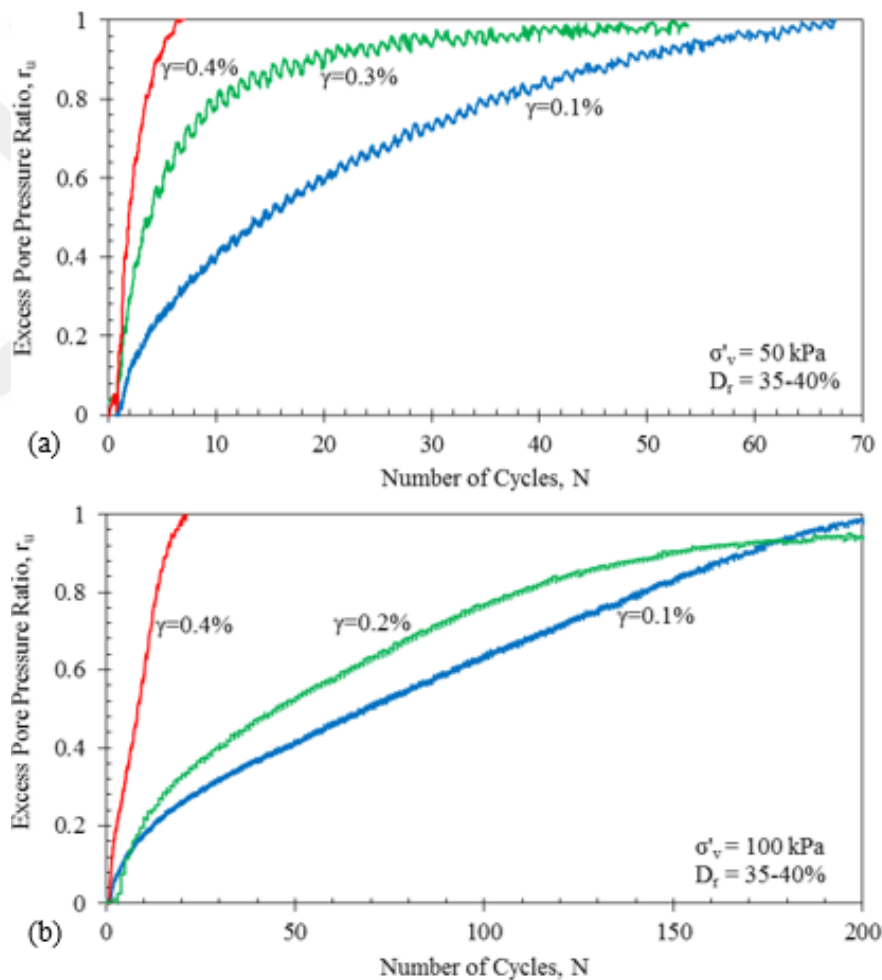 1
0.8
0.6
0.4
0.2
0
Excess Pore Pressure Ratio, rᵤ
γ=0.4%
γ=0.3%
γ=0.1%
σ'ᵥ = 50 kPa
Dᵣ = 35-40%
0 10 20 30 40 50 60 70
(a)
Number of Cycles, N
1
0.8
0.6
0.4
0.2
0
Excess Pore Pressure Ratio, rᵤ
γ=0.4%
γ=0.2%
γ=0.1%
σ'ᵥ = 100 kPa
Dᵣ = 35-40%
0 50 100 150 200
(b)
Number of Cycles, N